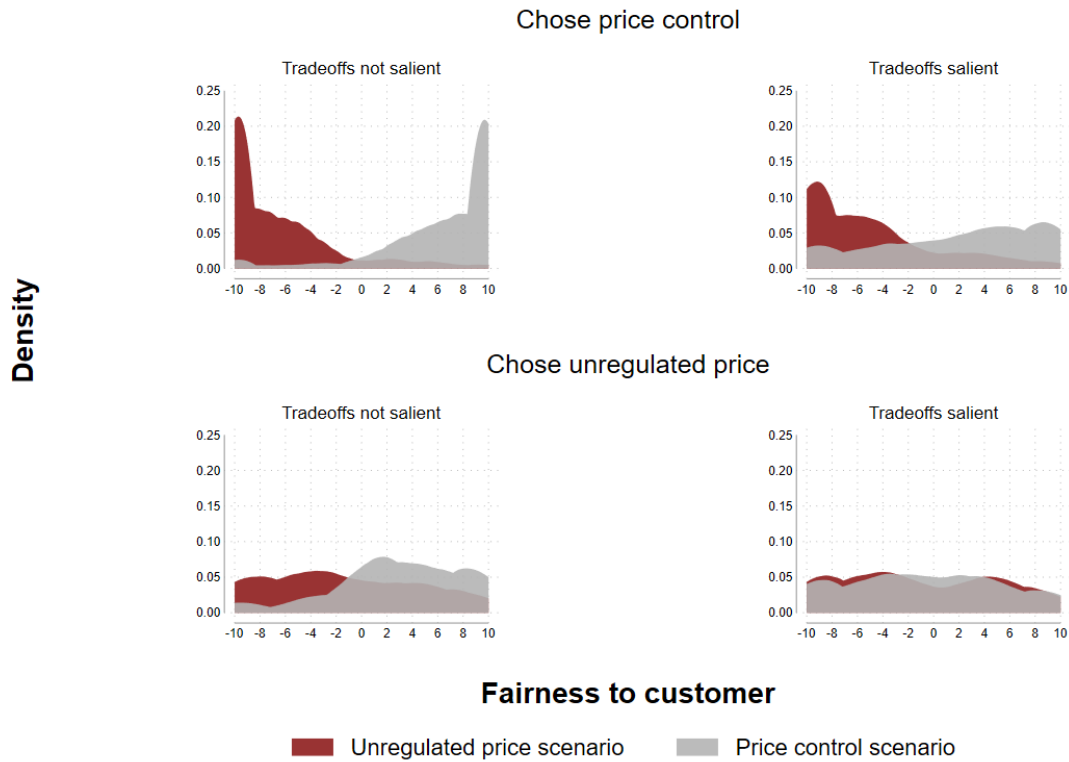 Chose price control
Tradeoffs not salient
Tradeoffs salient
0.25
0.20
0.15
0.10
0.05
0.00
-10 -8 -6 -4 -2 0 2 4 6 8 10
0.25
0.20
0.15
0.10
0.05
0.00
-10 -8 -6 -4 -2 0 2 4 6 8 10
Density
Chose unregulated price
Tradeoffs not salient
Tradeoffs salient
0.25
0.20
0.15
0.10
0.05
0.00
-10 -8 -6 -4 -2 0 2 4 6 8 10
0.25
0.20
0.15
0.10
0.05
0.00
-10 -8 -6 -4 -2 0 2 4 6 8 10
Fairness to customer
Unregulated price scenario
Price control scenario